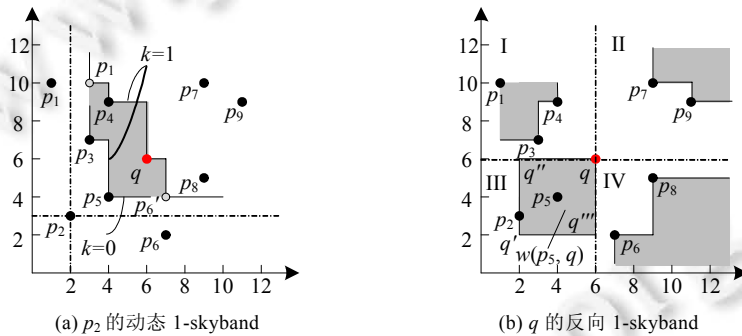 12
10
8
6
4
2
2 4 6 8 10 12
p1
p1
k=1
p4
p3
p7
p9
q
p5
p6′
p8
p2
k=0
p6
(a) p2 的动态 1-skyband
12
10
8
6
4
2
2 4 6 8 10 12
I
II
p1
p4
p3
p7
p9
III
q″
q
IV
p5
p8
p2
q‴
q′
w(p5, q)
p6
(b) q 的反向 1-skyband